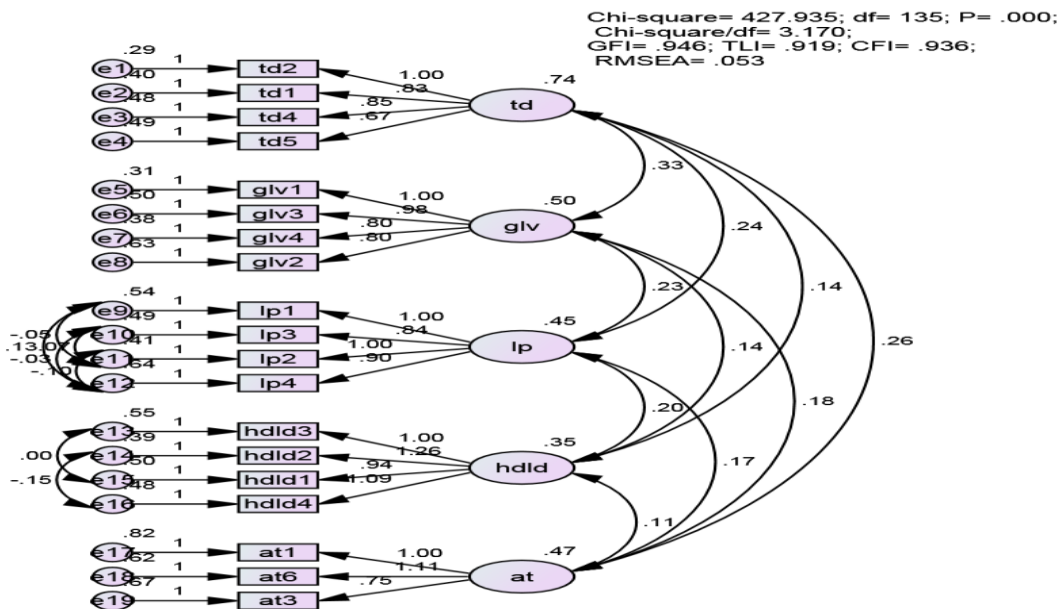 Chi-square= 427.935; df= 135; P= .000;
Chi-square/df= 3.170;
GFI= .946; TLI= .919; CFI= .936;
RMSEA= .053
.29
e1 1 td2 1.00 .74
.40
e2 1 td1 .83 td
.48
e3 1 td4 .85
.49
e4 1 td5 .67
.33
.31
e5 1 glv1 1.00 .50
.50
e6 1 glv3 .98 glv
.38
e7 1 glv4 .80 .24
.63
e8 1 glv2 .80
.23 .14
.54
e9 1 lp1 1.00 .45
.49
-.05 e10 1 lp3 .84 lp .26
.41
.13 .07 e11 1 lp2 1.00 .14
-.03 .64
-.10 e12 1 lp4 .90 .18
.20
.55
e13 1 hdld3 1.00 .35
.39
.00 e14 1 hdld2 1.26 hdld .17
.50
-.15 e15 1 hdld1 .94
.48
e16 1 hdld4 1.09
.11
.82
e17 1 at1 1.00 .47
.62
e18 1 at6 1.11 at
.67
e19 1 at3 .75